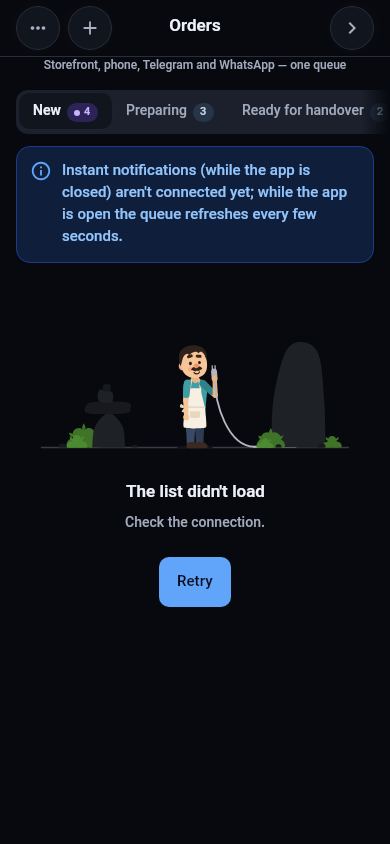 Orders
Storefront, phone, Telegram and WhatsApp — one queue
New 4 Preparing 3 Ready for handover 2
Instant notifications (while the app is
closed) aren't connected yet; while the app
is open the queue refreshes every few
seconds.
The list didn't load
Check the connection.
Retry